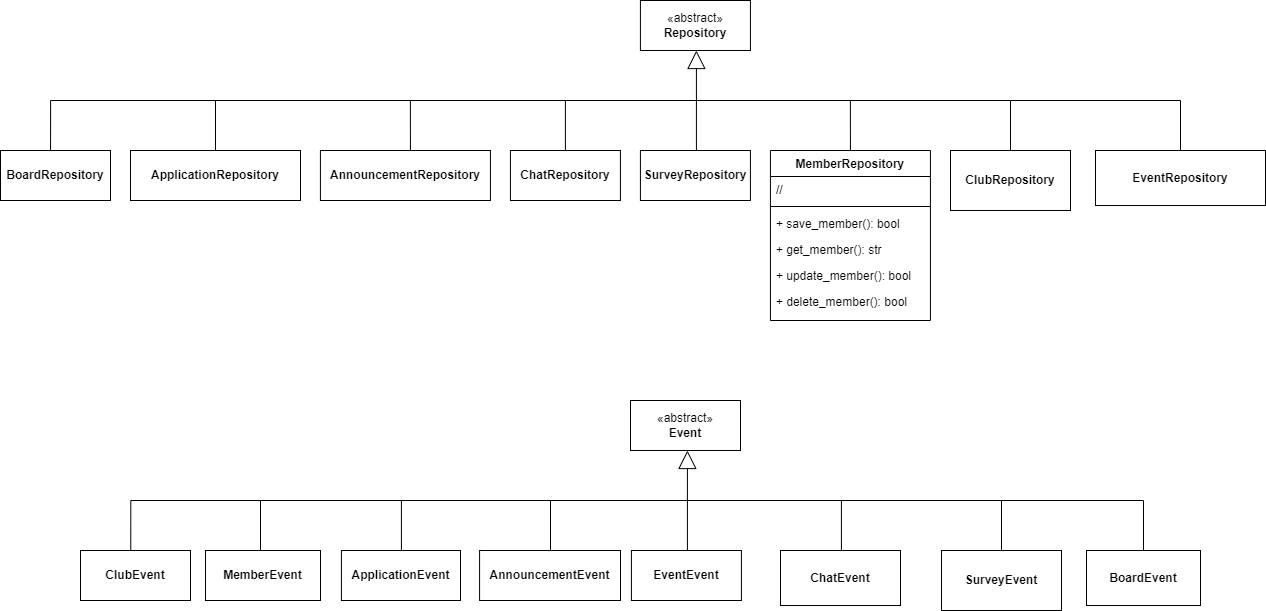 «abstract»
Repository
BoardRepository
ApplicationRepository
AnnouncementRepository
ChatRepository
SurveyRepository
MemberRepository
//
+ save_member(): bool
+ get_member(): str
+ update_member(): bool
+ delete_member(): bool
ClubRepository
EventRepository
«abstract»
Event
ClubEvent
MemberEvent
ApplicationEvent
AnnouncementEvent
EventEvent
ChatEvent
SurveyEvent
BoardEvent